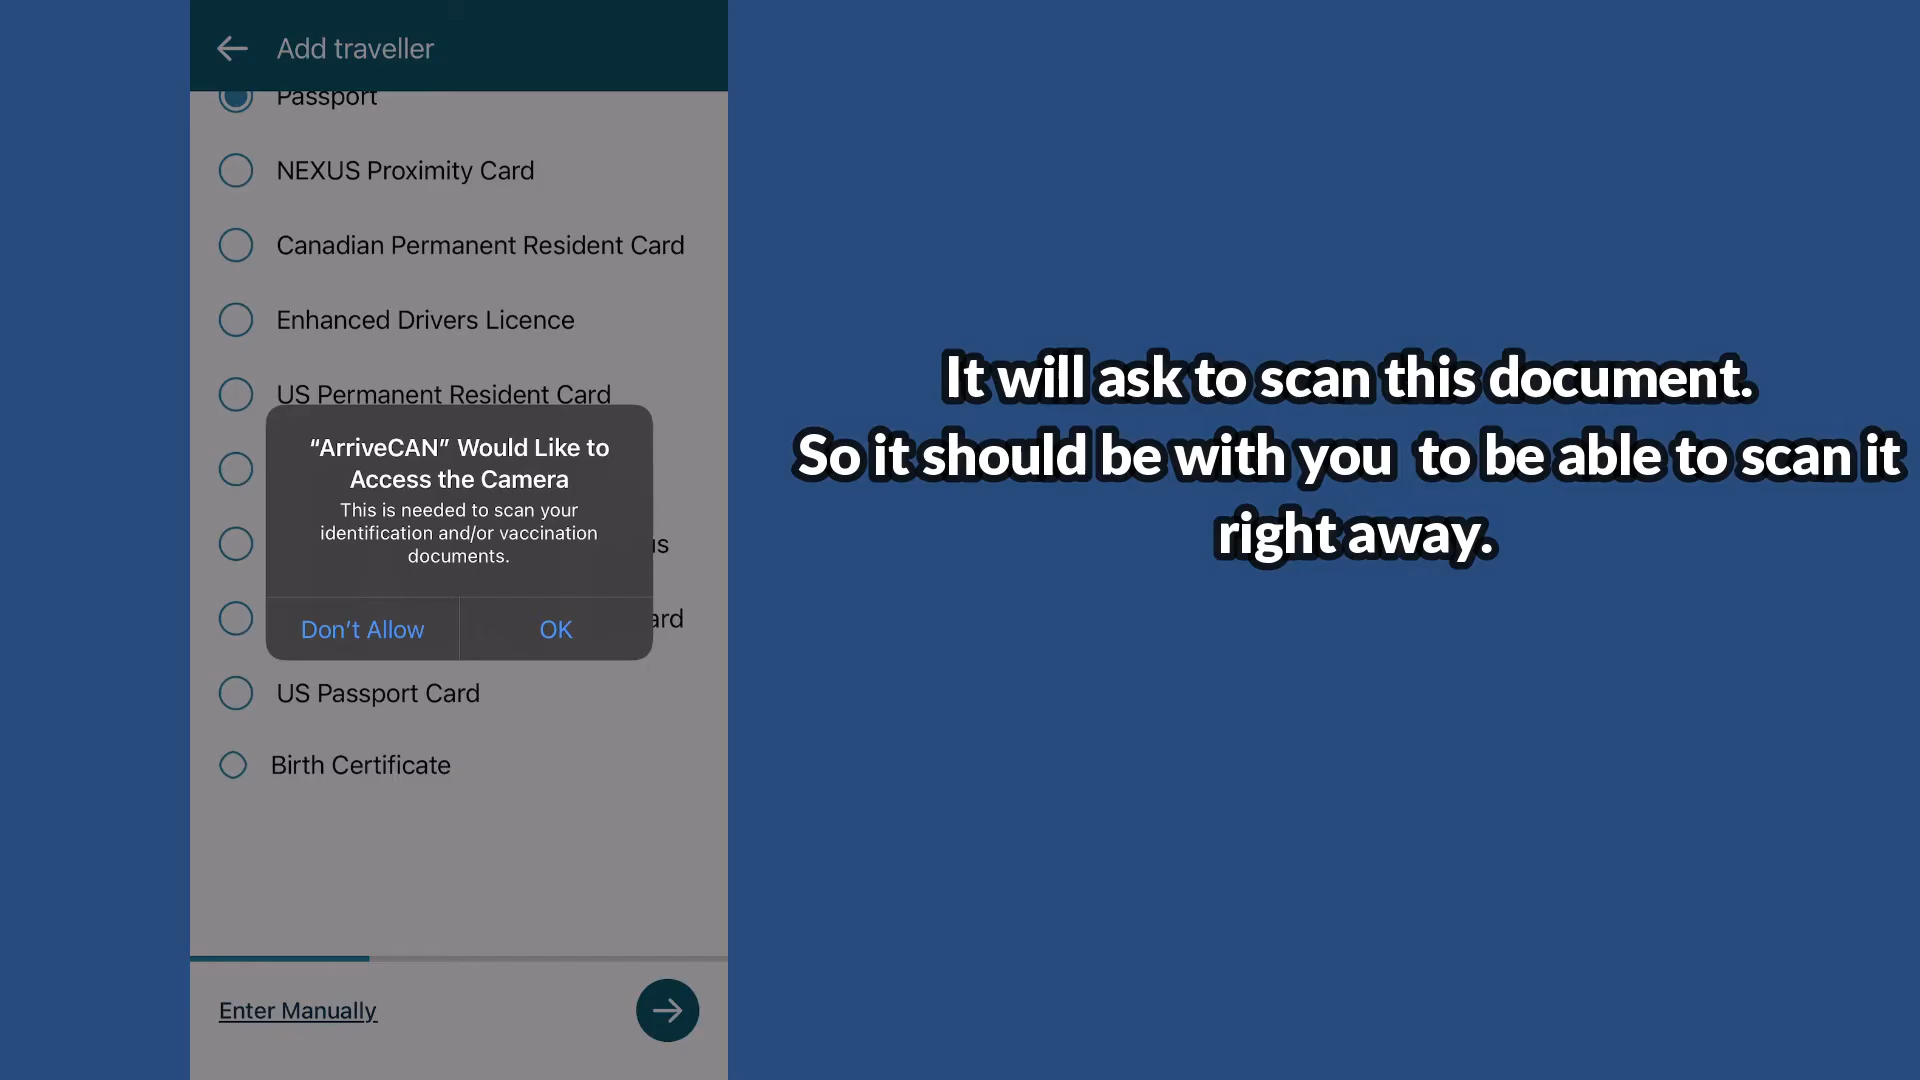 Add traveller
Passport
NEXUS Proximity Card
Canadian Permanent Resident Card
Enhanced Drivers Licence
US Permanent Resident Card
“ArriveCAN” Would Like to
Access the Camera
This is needed to scan your
identification and/or vaccination
documents.
Don’t Allow
OK
US Passport Card
Birth Certificate
Enter Manually
It will ask to scan this document.
So it should be with you  to be able to scan it
right away.